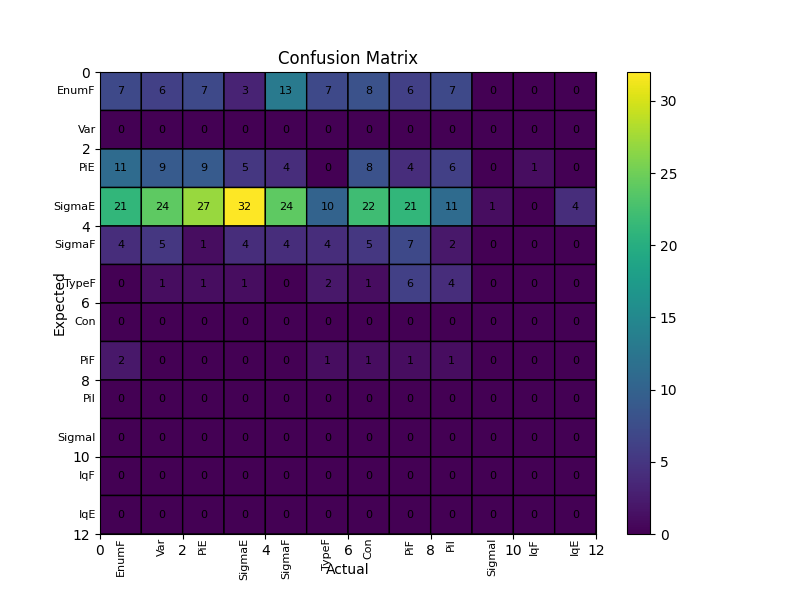 Confusion Matrix
0
EnumF 7 6 7 3 13 7 8 6 7 0 0 0
Var 0 0 0 0 0 0 0 0 0 0 0 0
2
PiE 11 9 9 5 4 0 8 4 6 0 1 0
SigmaE 21 24 27 32 24 10 22 21 11 1 0 4
4
SigmaF 4 5 1 4 4 4 5 7 2 0 0 0
TypeF 0 1 1 1 0 2 1 6 4 0 0 0
6
Con 0 0 0 0 0 0 0 0 0 0 0 0
PiF 2 0 0 0 0 1 1 1 1 0 0 0
8
PiI 0 0 0 0 0 0 0 0 0 0 0 0
SigmaI 0 0 0 0 0 0 0 0 0 0 0 0
10
IqF 0 0 0 0 0 0 0 0 0 0 0 0
IqE 0 0 0 0 0 0 0 0 0 0 0 0
12
Expected
0 2 4 6 8 10 12
EnumF Var PiE SigmaE SigmaF TypeF Con PiF PiI SigmaI IqF IqE
Actual
30
25
20
15
10
5
0